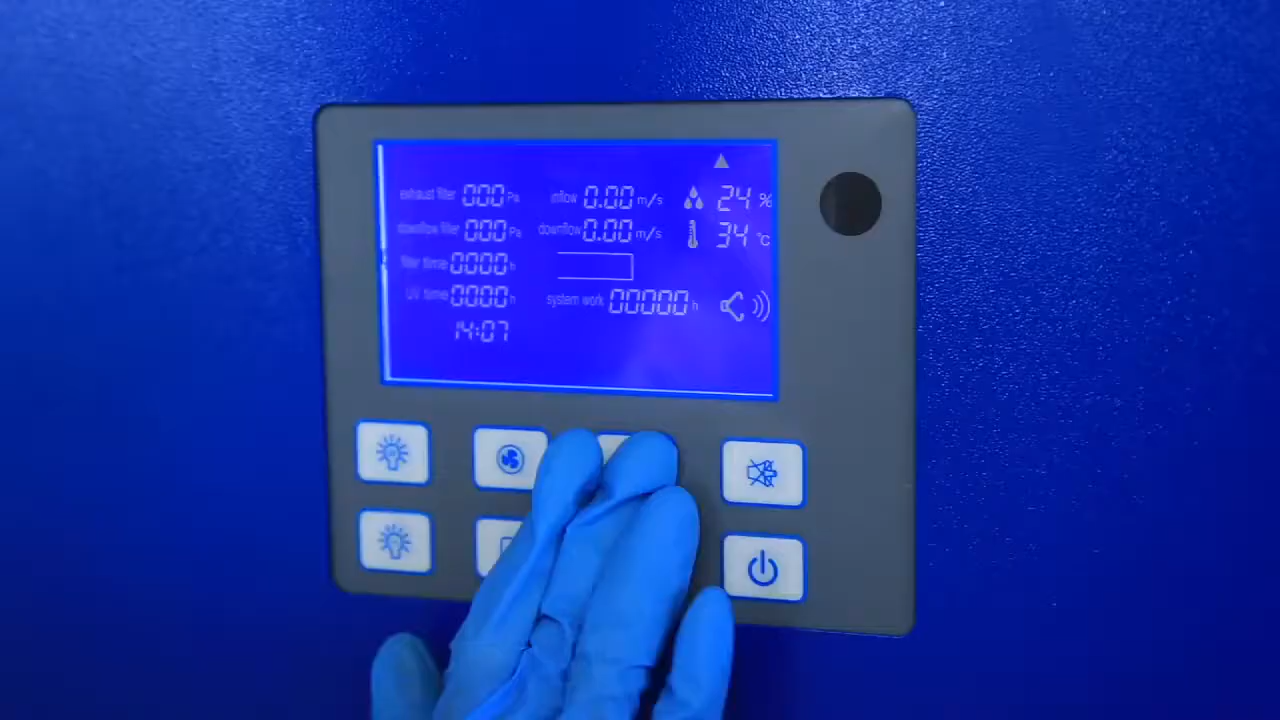 exhaust filter 000 Pa inflow 0.00 m/s 24 %
downflow filter 000 Pa downflow 0.00 m/s 34 °C
filter time 0000 h
UV time 0000 h system work 00000 h
14:07